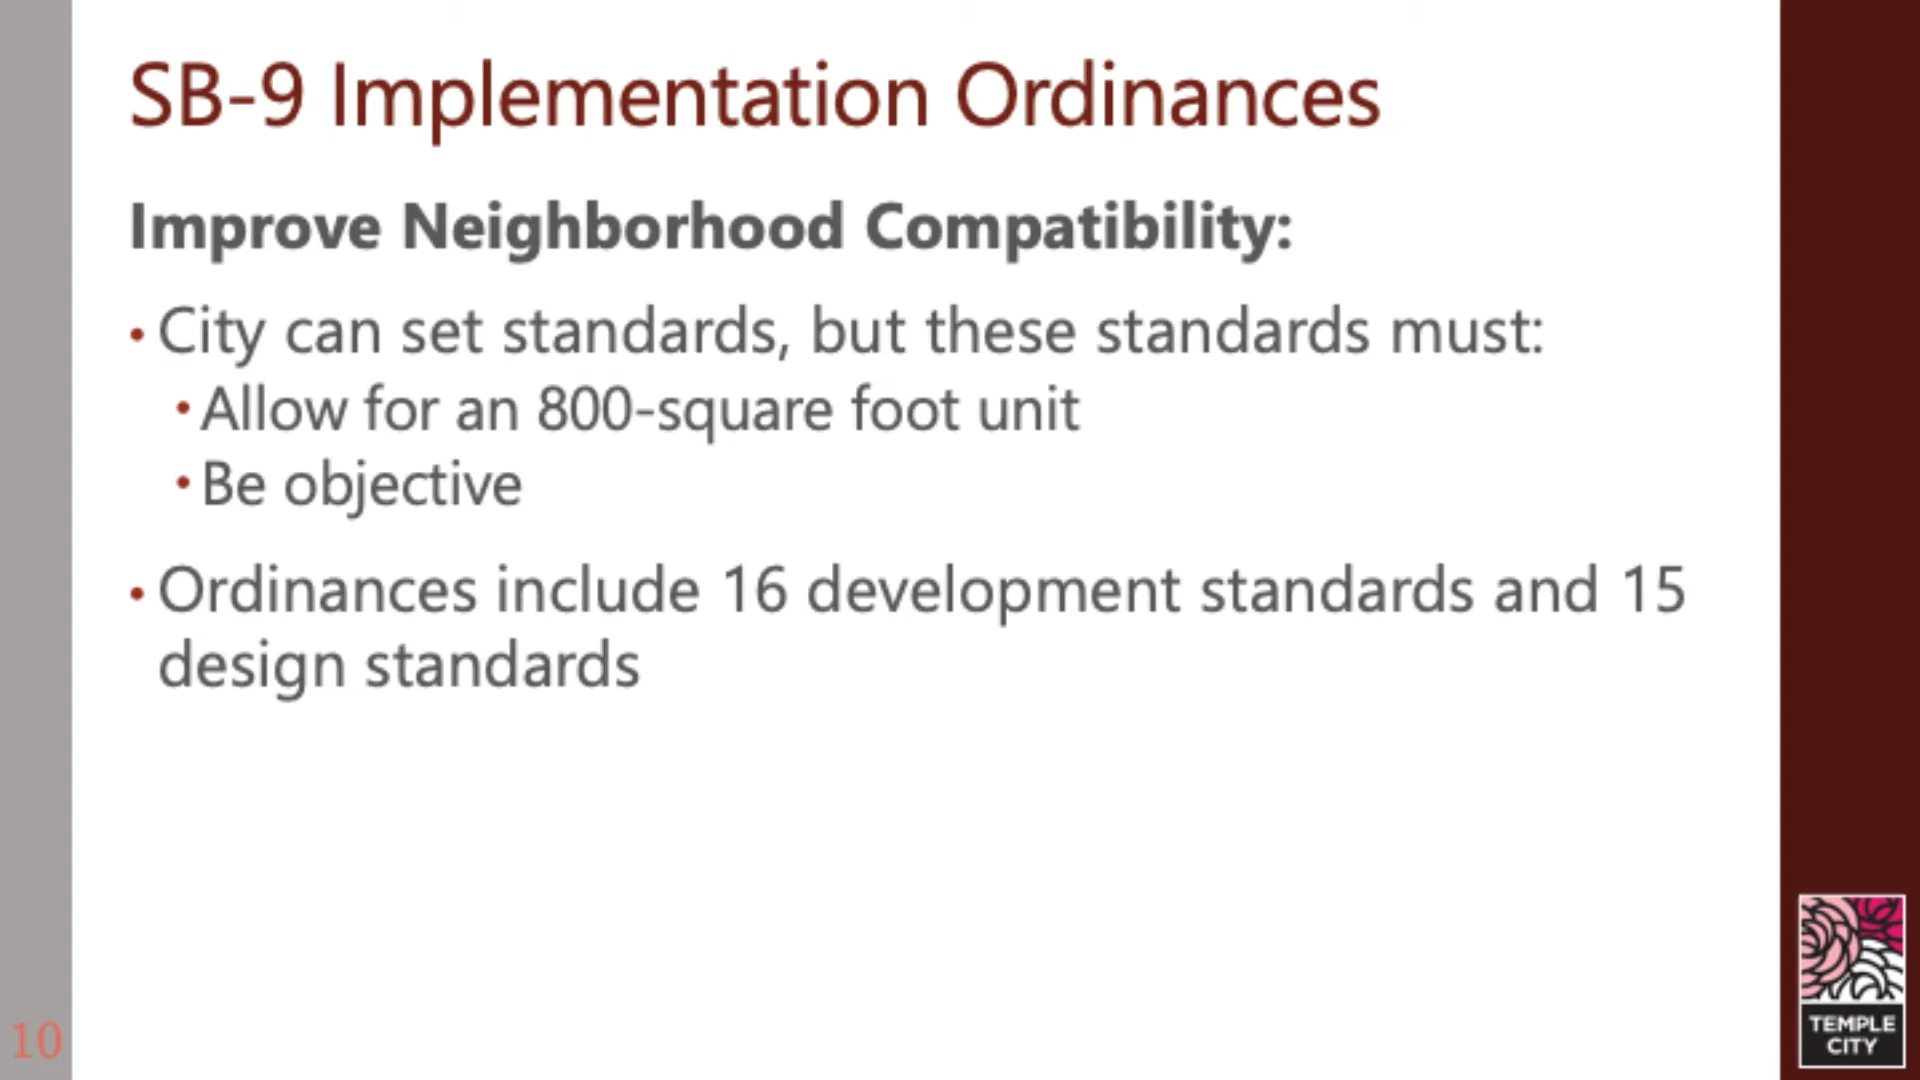 SB-9 Implementation Ordinances
Improve Neighborhood Compatibility:
• City can set standards, but these standards must:
• Allow for an 800-square foot unit
• Be objective
• Ordinances include 16 development standards and 15
design standards
10
TEMPLE
CITY